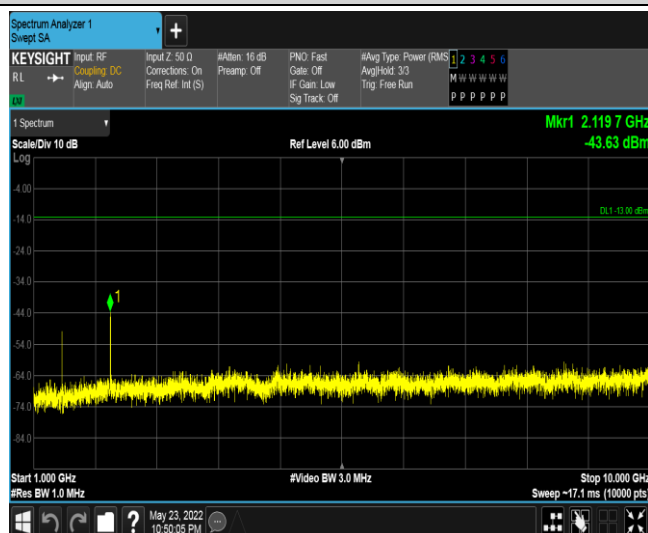 Spectrum Analyzer 1
Swept SA
+
KEYSIGHT
RL
Input: RF
Coupling: DC
Align: Auto
Input Z: 50 Ω
Corrections: On
Freq Ref: Int (S)
#Atten: 16 dB
Preamp: Off
PNO: Fast
Gate: Off
IF Gain: Low
Sig Track: Off
#Avg Type: Power (RMS
Avg|Hold: 3/3
Trig: Free Run
1 2 3 4 5 6
M W W W W W
P P P P P P
1 Spectrum
Scale/Div 10 dB
Log
Ref Level 6.00 dBm
Mkr1 2.119 7 GHz
-43.63 dBm
-4.00
DL1 -13.00 dBm
-14.0
-24.0
-34.0
1
-44.0
-54.0
-64.0
-74.0
-84.0
Start 1.000 GHz
#Video BW 3.0 MHz
Stop 10.000 GHz
#Res BW 1.0 MHz
Sweep ~17.1 ms (10000 pts)
?
May 23, 2022
10:50:05 PM